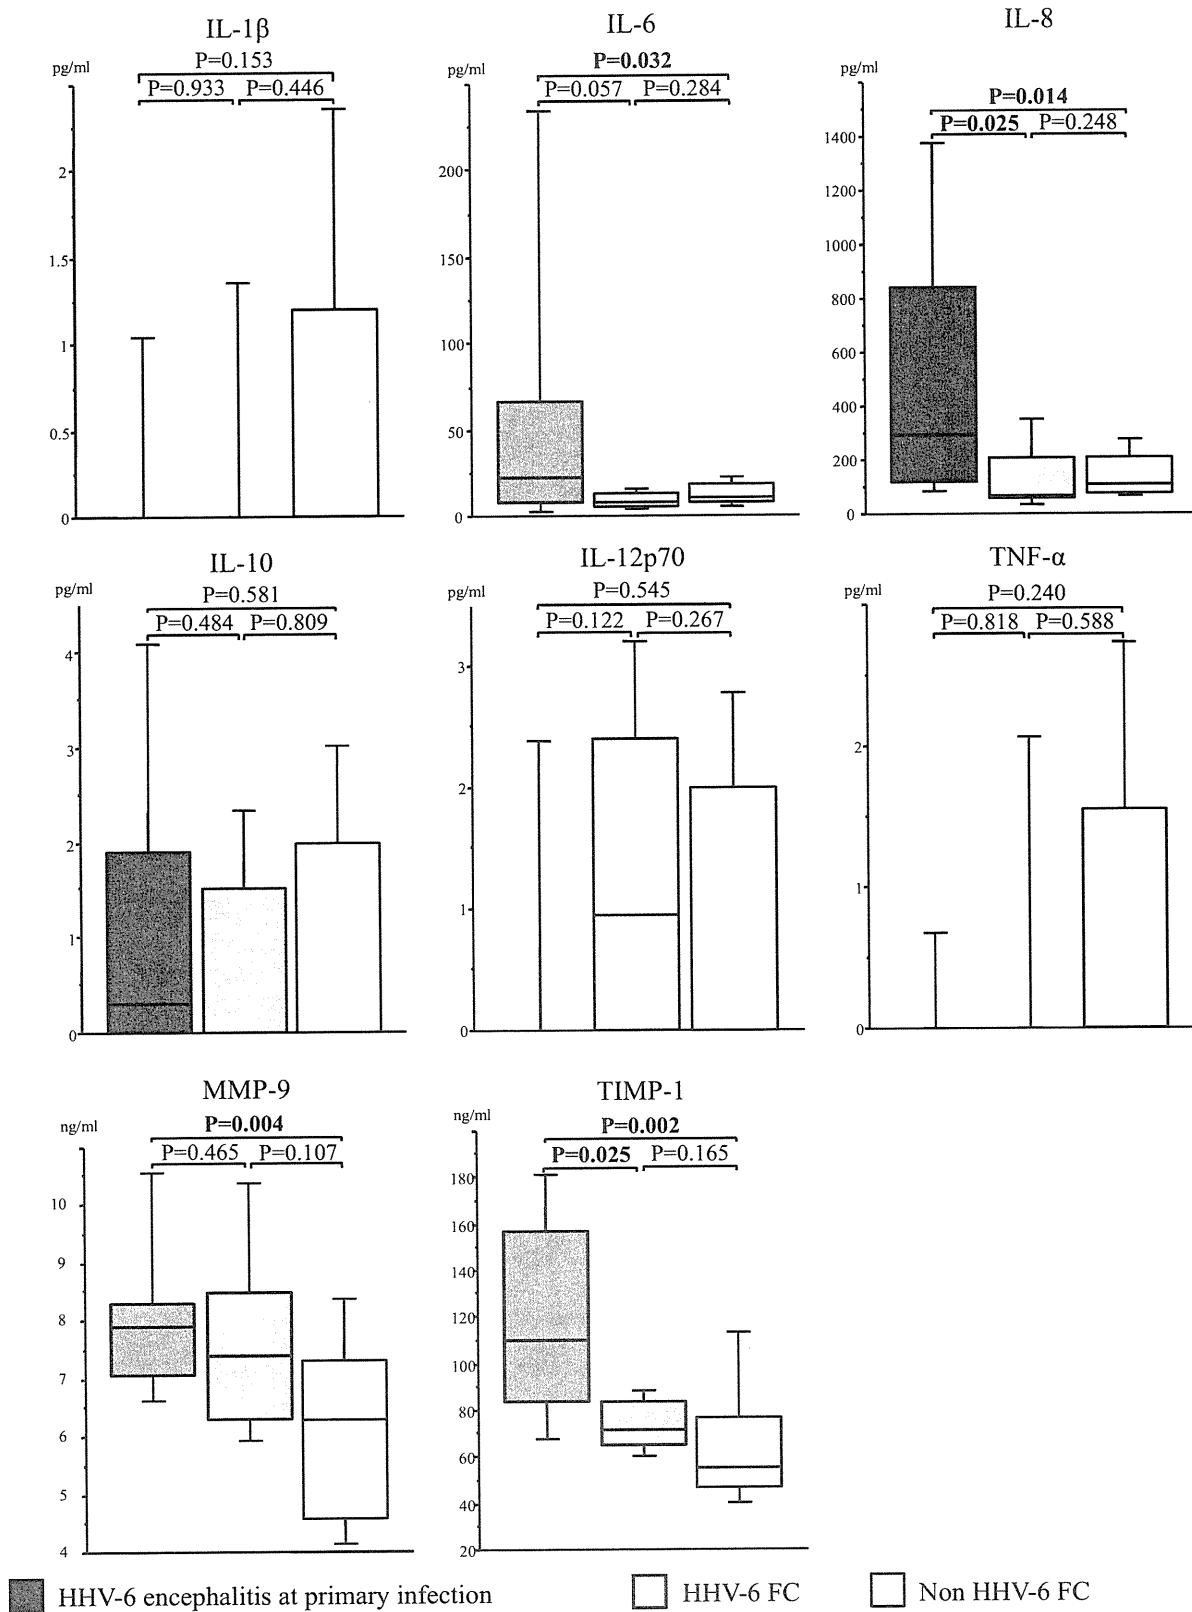 IL-1β
pg/ml
P=0.153
P=0.933 P=0.446
2
1.5
1
0.5
0
IL-6
pg/ml
P=0.032
P=0.057 P=0.284
200
150
100
50
0
IL-8
pg/ml
P=0.014
P=0.025 P=0.248
1400
1200
1000
800
600
400
200
0
IL-10
pg/ml
P=0.581
P=0.484 P=0.809
4
3
2
1
0
IL-12p70
pg/ml
P=0.545
P=0.122 P=0.267
3
2
1
0
TNF-α
pg/ml
P=0.240
P=0.818 P=0.588
2
1
0
MMP-9
ng/ml
P=0.004
P=0.465 P=0.107
10
9
8
7
6
5
4
TIMP-1
ng/ml
P=0.002
P=0.025 P=0.165
180
160
140
120
100
80
60
40
20
HHV-6 encephalitis at primary infection HHV-6 FC Non HHV-6 FC